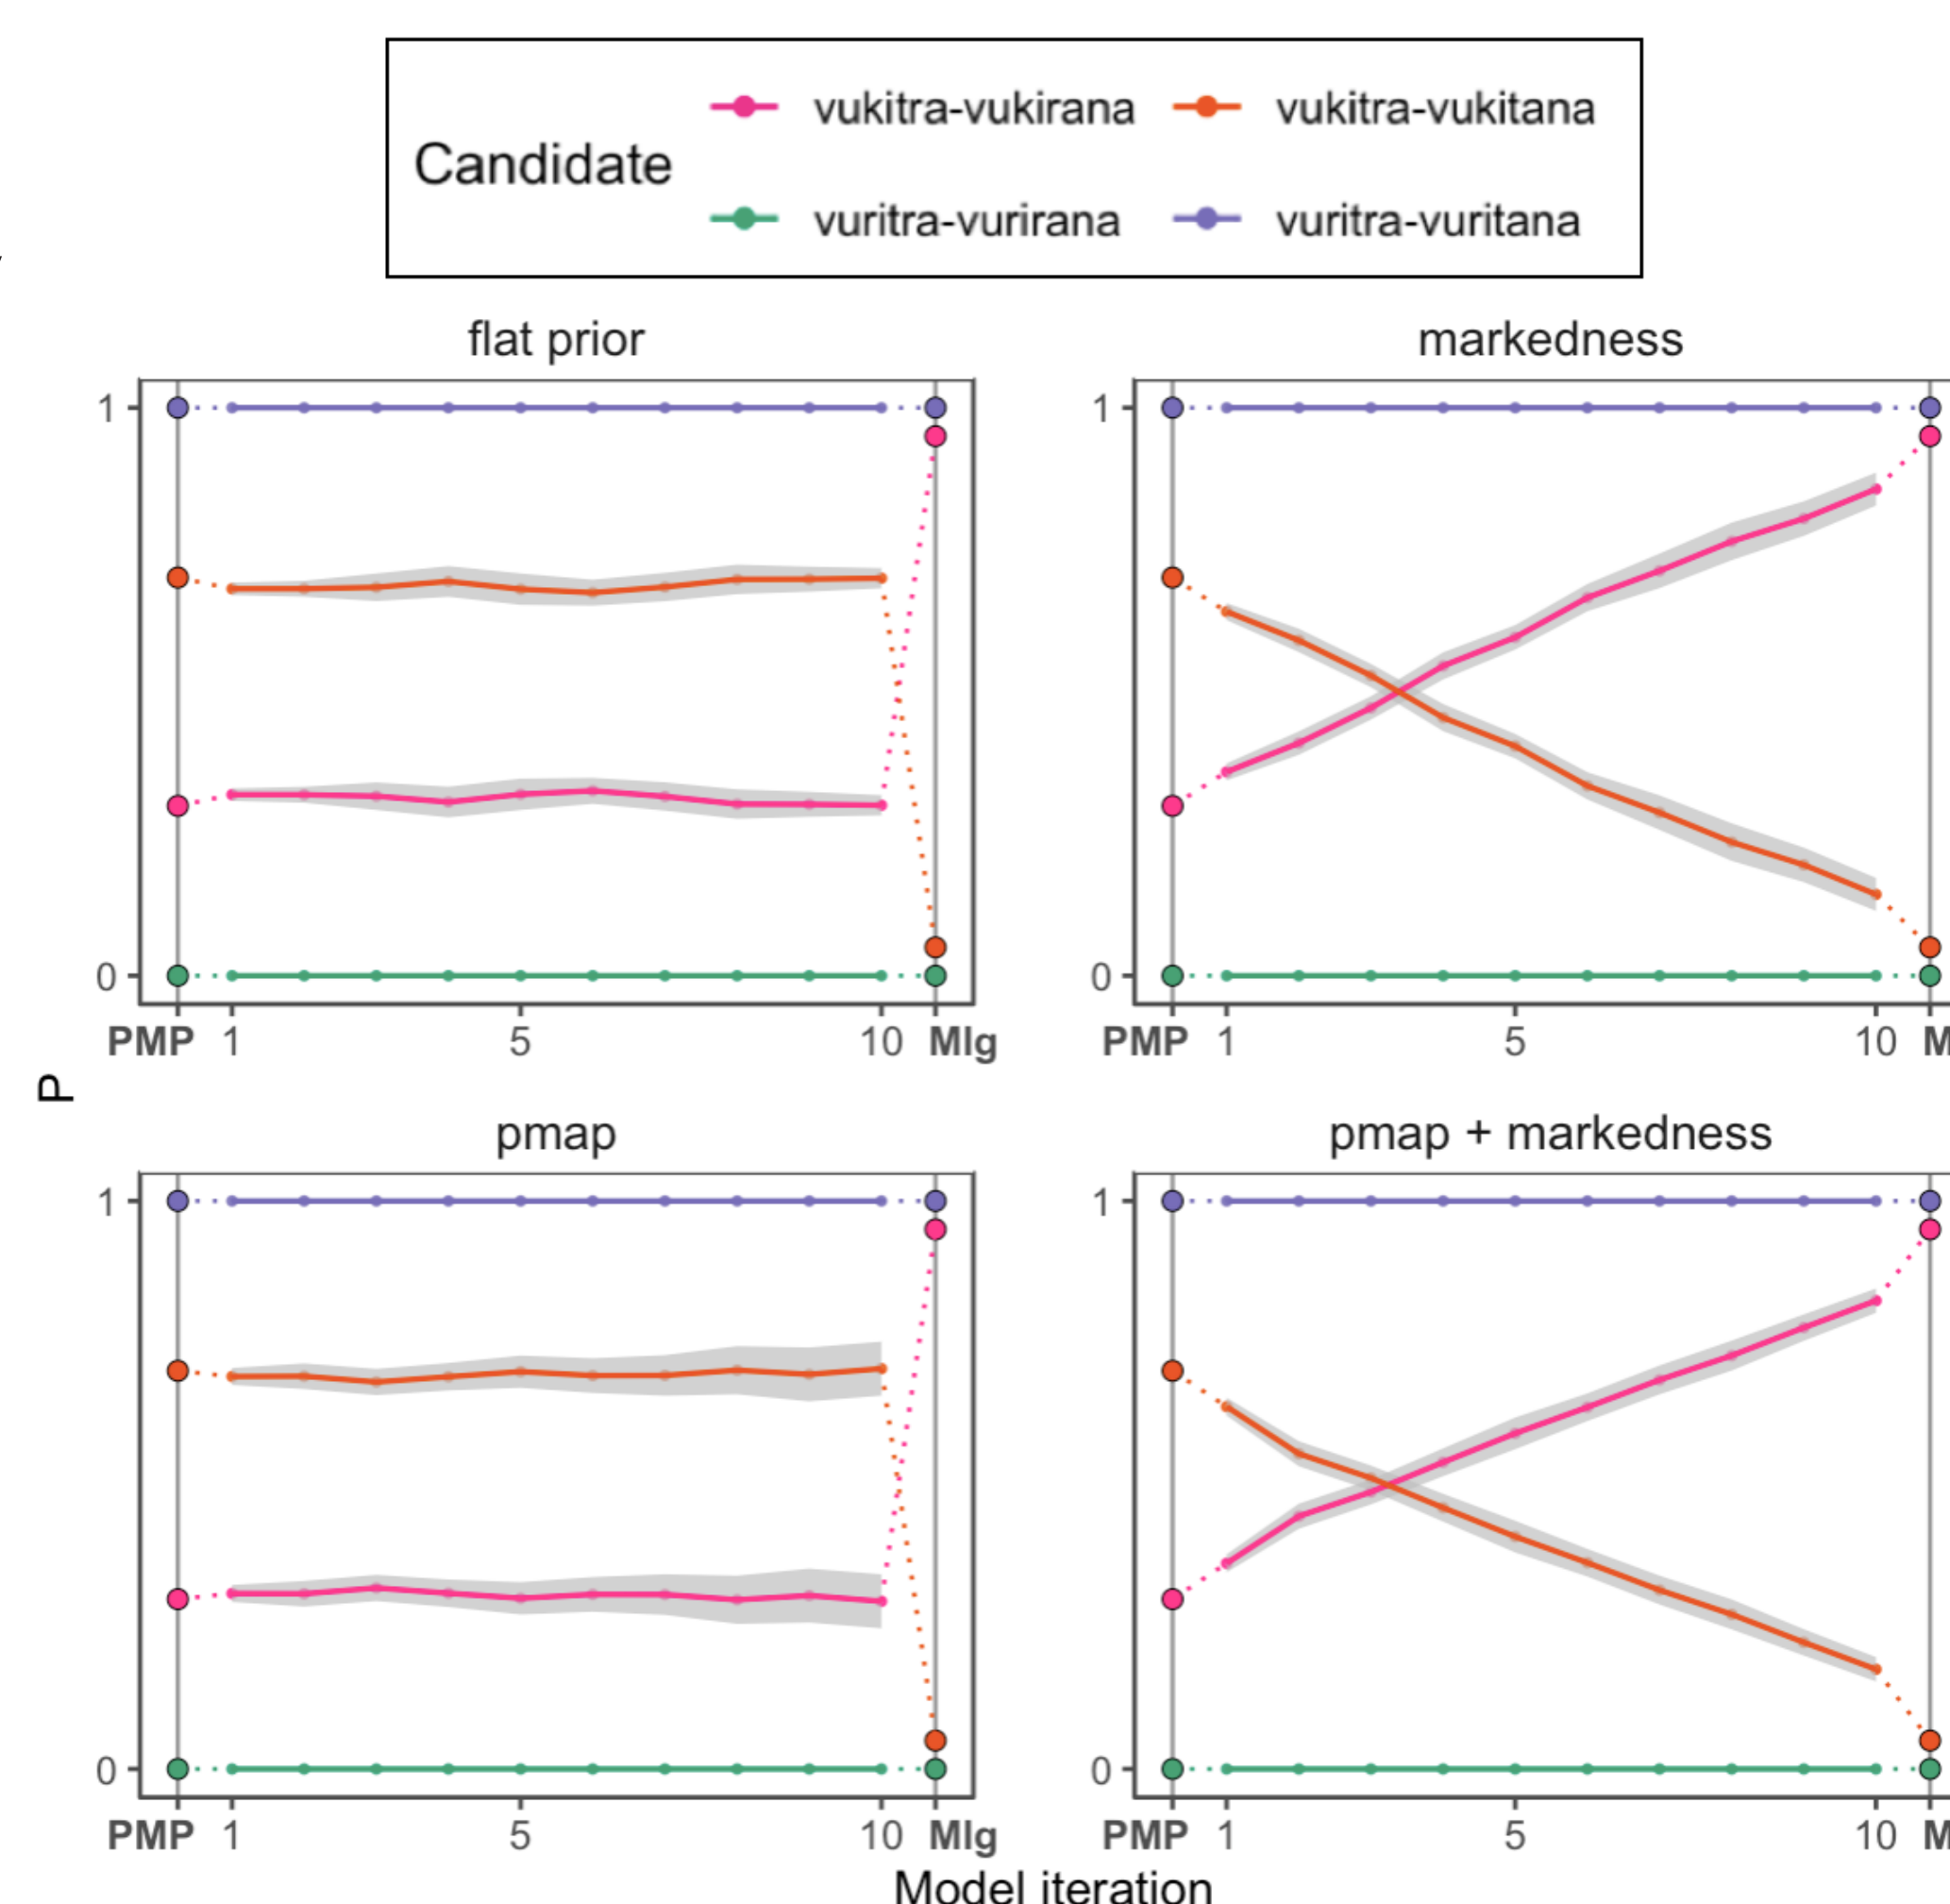 vukitra-vukirana vukitra-vukitana
Candidate
vuritra-vurirana vuritra-vuritana
flat prior markedness
1 1
0 0
PMP 1 5 10 MIg PMP 1 5 10 M
P
pmap pmap + markedness
1 1
0 0
PMP 1 5 10 MIg PMP 1 5 10 M
Model iteration